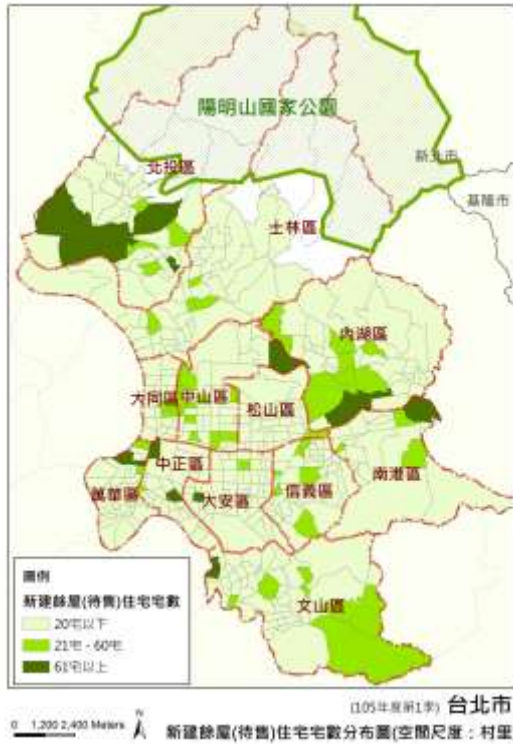 陽明山國家公園
新北市
北投區
基隆市
士林區
內湖區
大同區
中山區
松山區
中正區
南港區
萬華區
大安區
信義區
文山區
圖例
新建餘屋(待售)住宅宅數
20宅以下
21宅 - 60宅
61宅以上
(105年度第1季) 台北市
0 1,200 2,400 Meters N
新建餘屋(待售)住宅宅數分布圖(空間尺度：村里